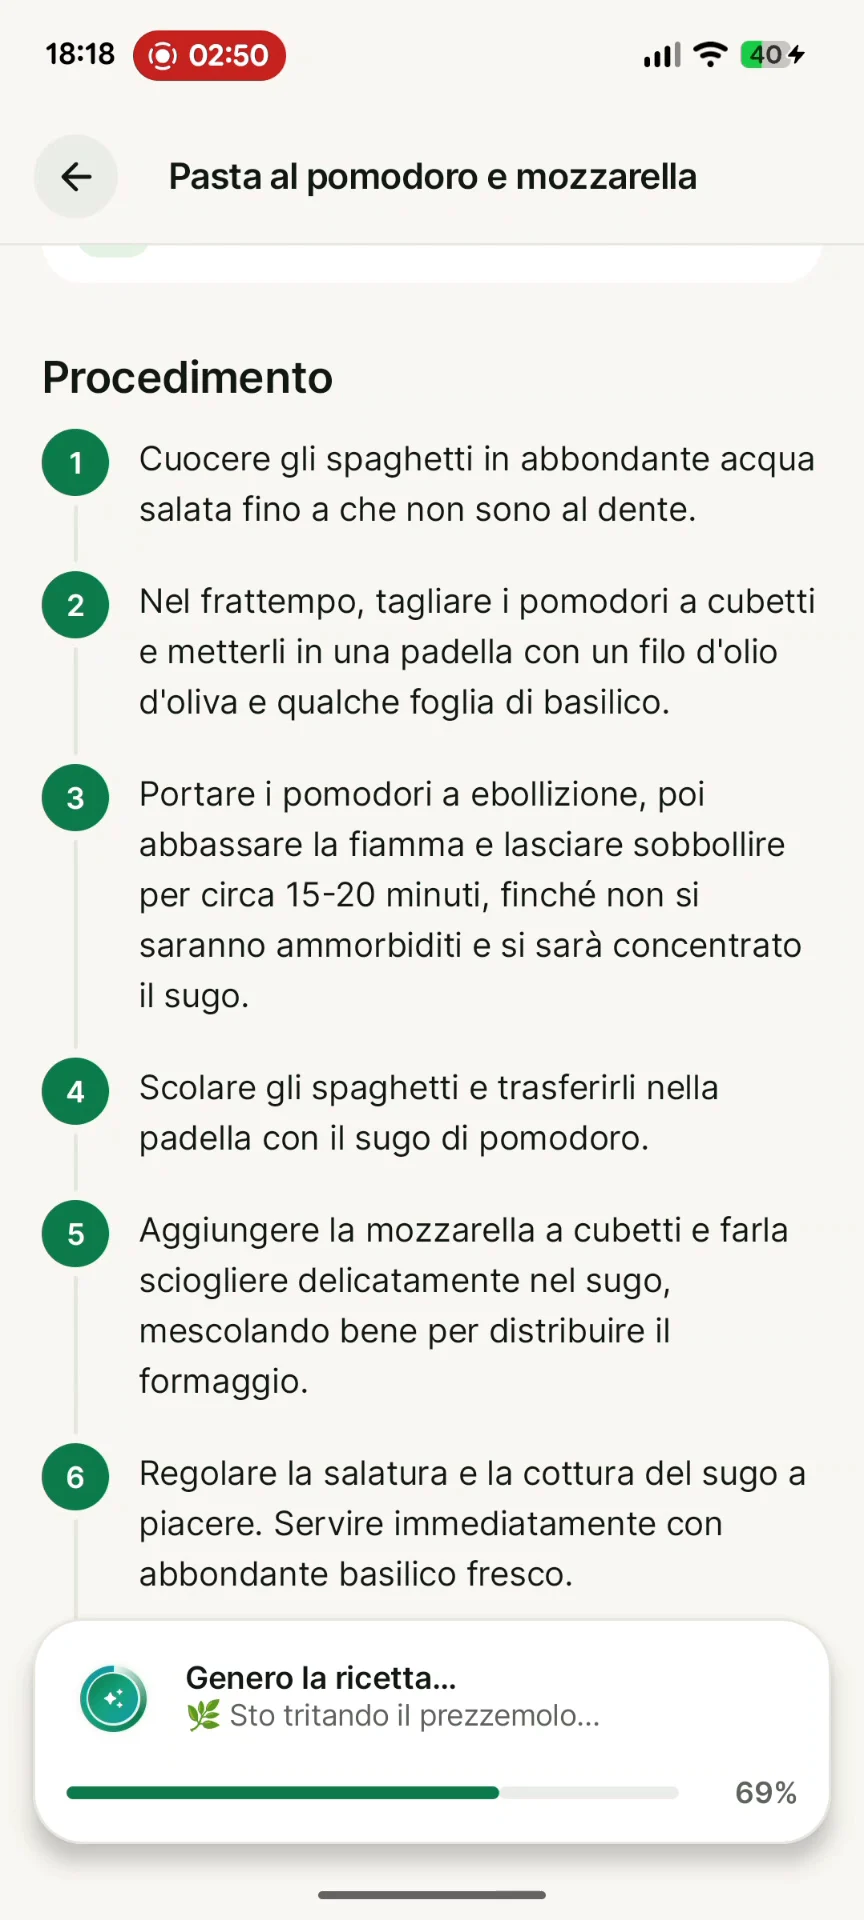 18:18 02:50 40
Pasta al pomodoro e mozzarella
Procedimento
1 Cuocere gli spaghetti in abbondante acqua
salata fino a che non sono al dente.
2 Nel frattempo, tagliare i pomodori a cubetti
e metterli in una padella con un filo d'olio
d'oliva e qualche foglia di basilico.
3 Portare i pomodori a ebollizione, poi
abbassare la fiamma e lasciare sobbollire
per circa 15-20 minuti, finché non si
saranno ammorbiditi e si sarà concentrato
il sugo.
4 Scolare gli spaghetti e trasferirli nella
padella con il sugo di pomodoro.
5 Aggiungere la mozzarella a cubetti e farla
sciogliere delicatamente nel sugo,
mescolando bene per distribuire il
formaggio.
6 Regolare la salatura e la cottura del sugo a
piacere. Servire immediatamente con
abbondante basilico fresco.
Genero la ricetta...
🌿 Sto tritando il prezzemolo...
69%